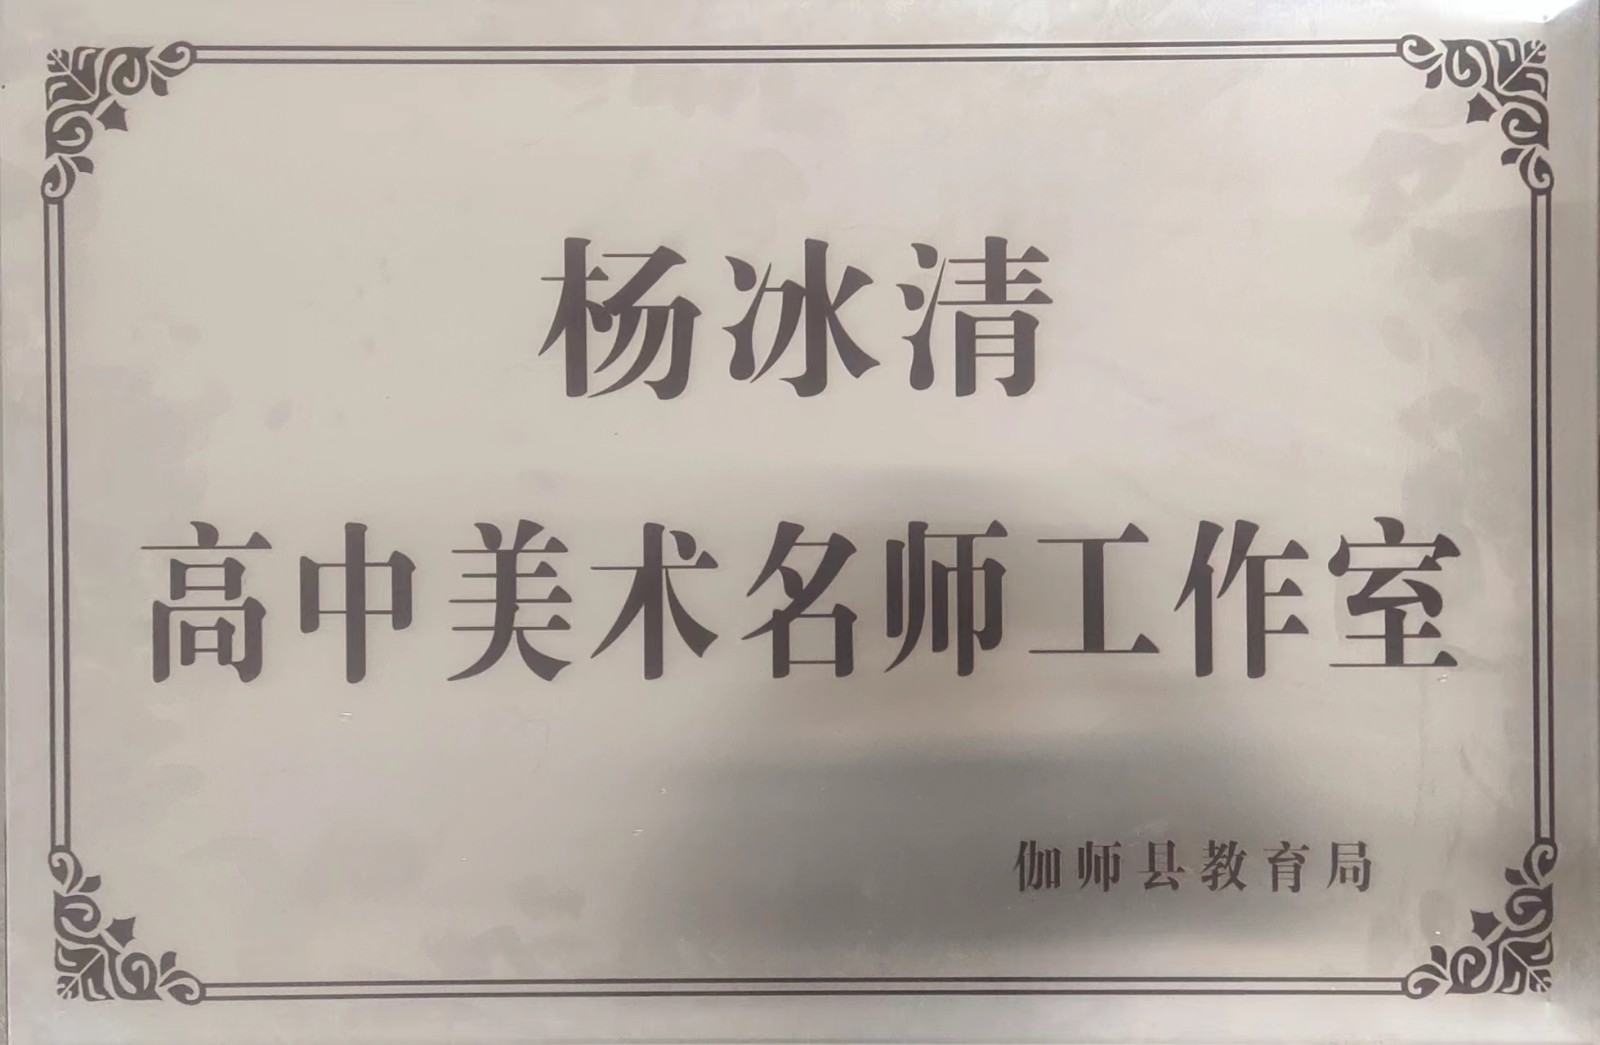 杨冰清
高中美术名师工作室
伽师县教育局